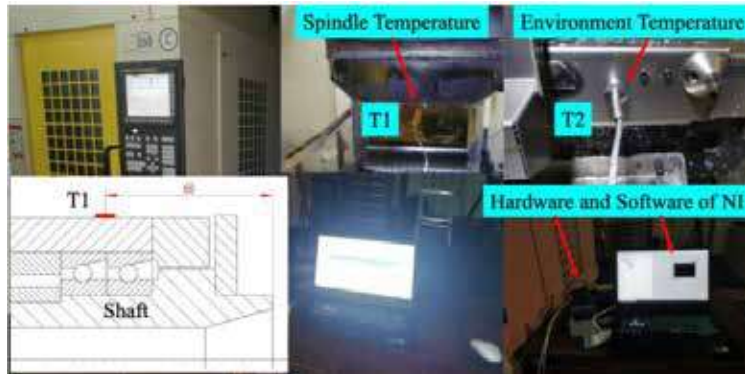 Spindle Temperature
Environment Temperature
T1
T2
T1
Hardware and Software of NI
Shaft